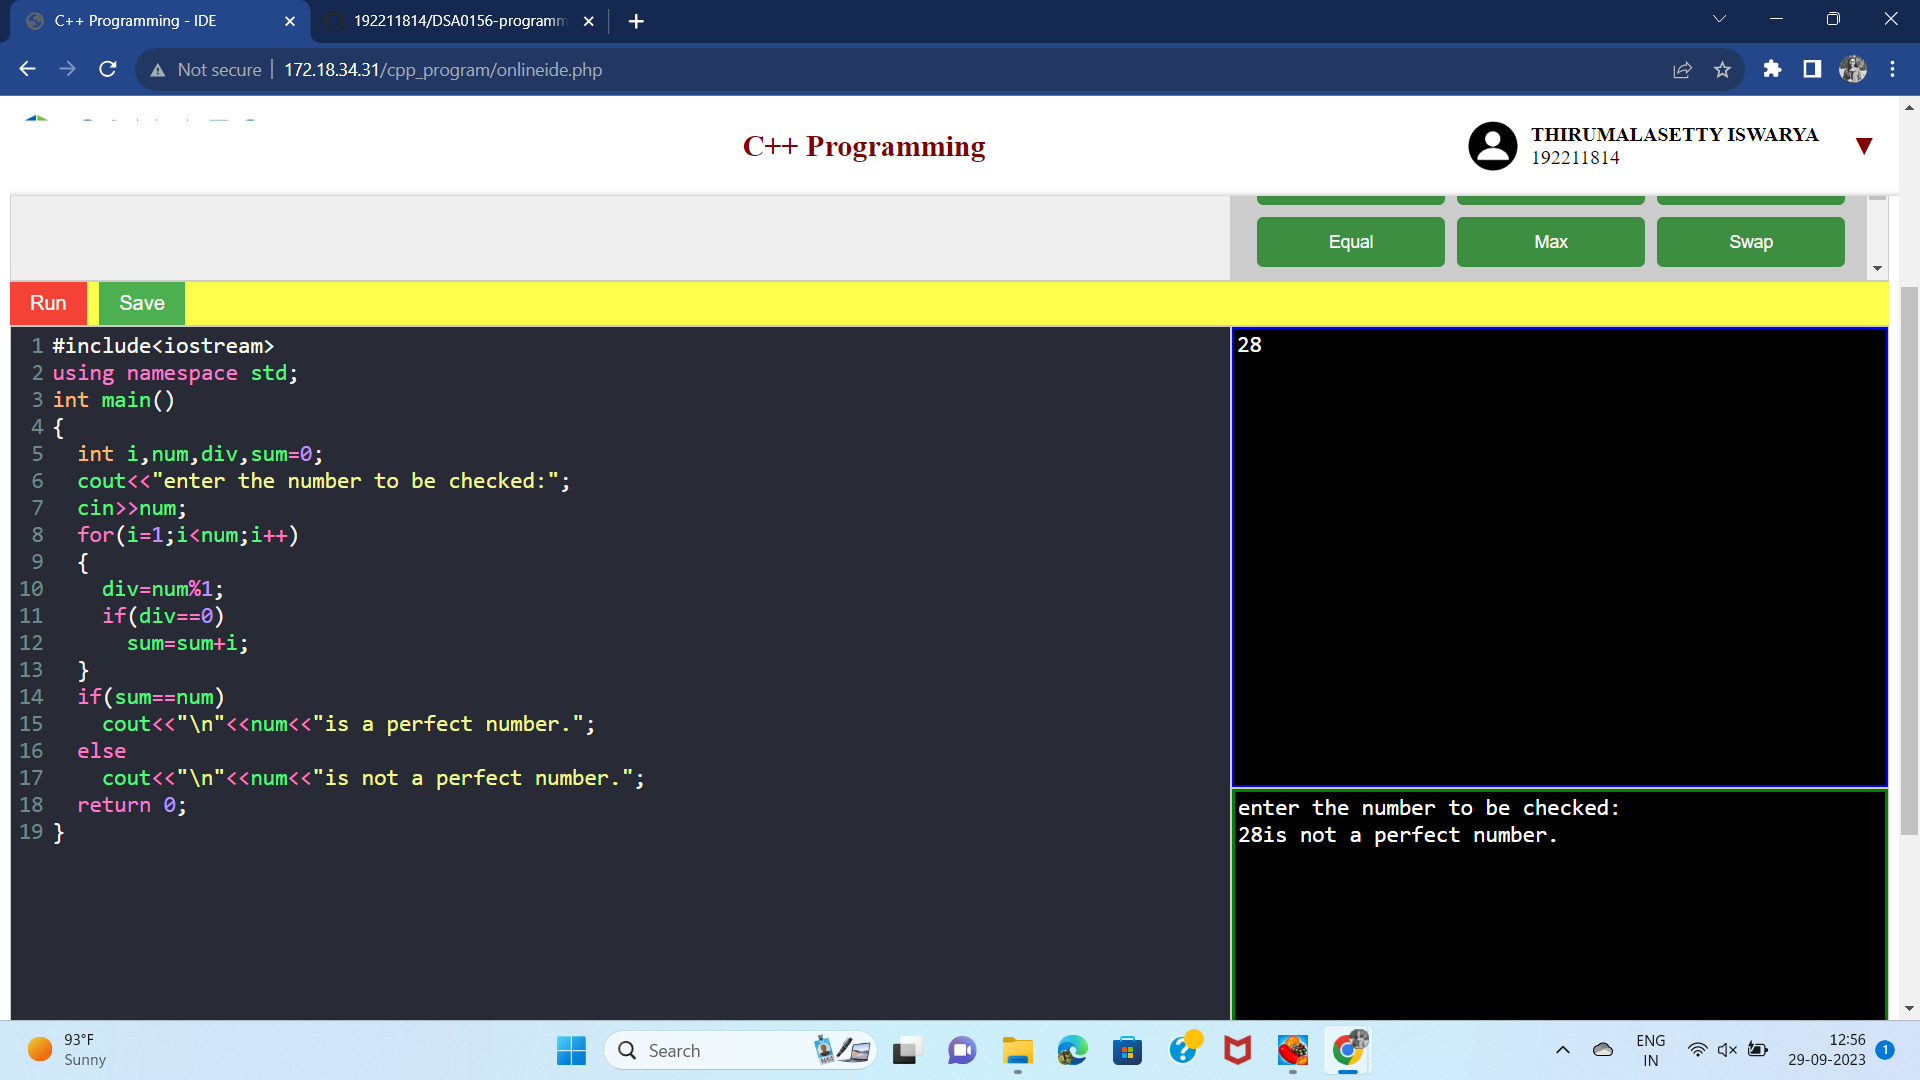 C++ Programming - IDE
192211814/DSA0156-programm
Not secure
172.18.34.31/cpp_program/onlineide.php
C++ Programming
THIRUMALASETTY ISWARYA
192211814
Equal
Max
Swap
Run
Save
1 #include<iostream>
2 using namespace std;
3 int main()
4 {
5   int i,num,div,sum=0;
6   cout<<"enter the number to be checked:";
7   cin>>num;
8   for(i=1;i<num;i++)
9   {
10     div=num%1;
11     if(div==0)
12       sum=sum+i;
13   }
14   if(sum==num)
15     cout<<"\n"<<num<<"is a perfect number.";
16   else
17     cout<<"\n"<<num<<"is not a perfect number.";
18   return 0;
19 }
28
enter the number to be checked:
28is not a perfect number.
93°F
Sunny
Search
ENG
IN
12:56
29-09-2023
1